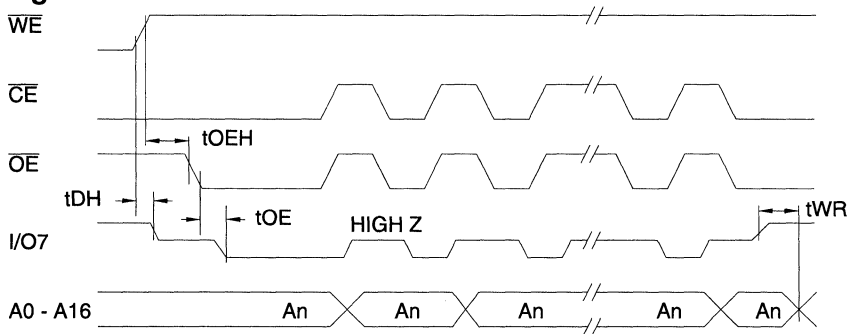 WE
CE
tOEH
OE
tDH
tOE
HIGH Z
tWR
I/O7
A0 - A16 An An An An An